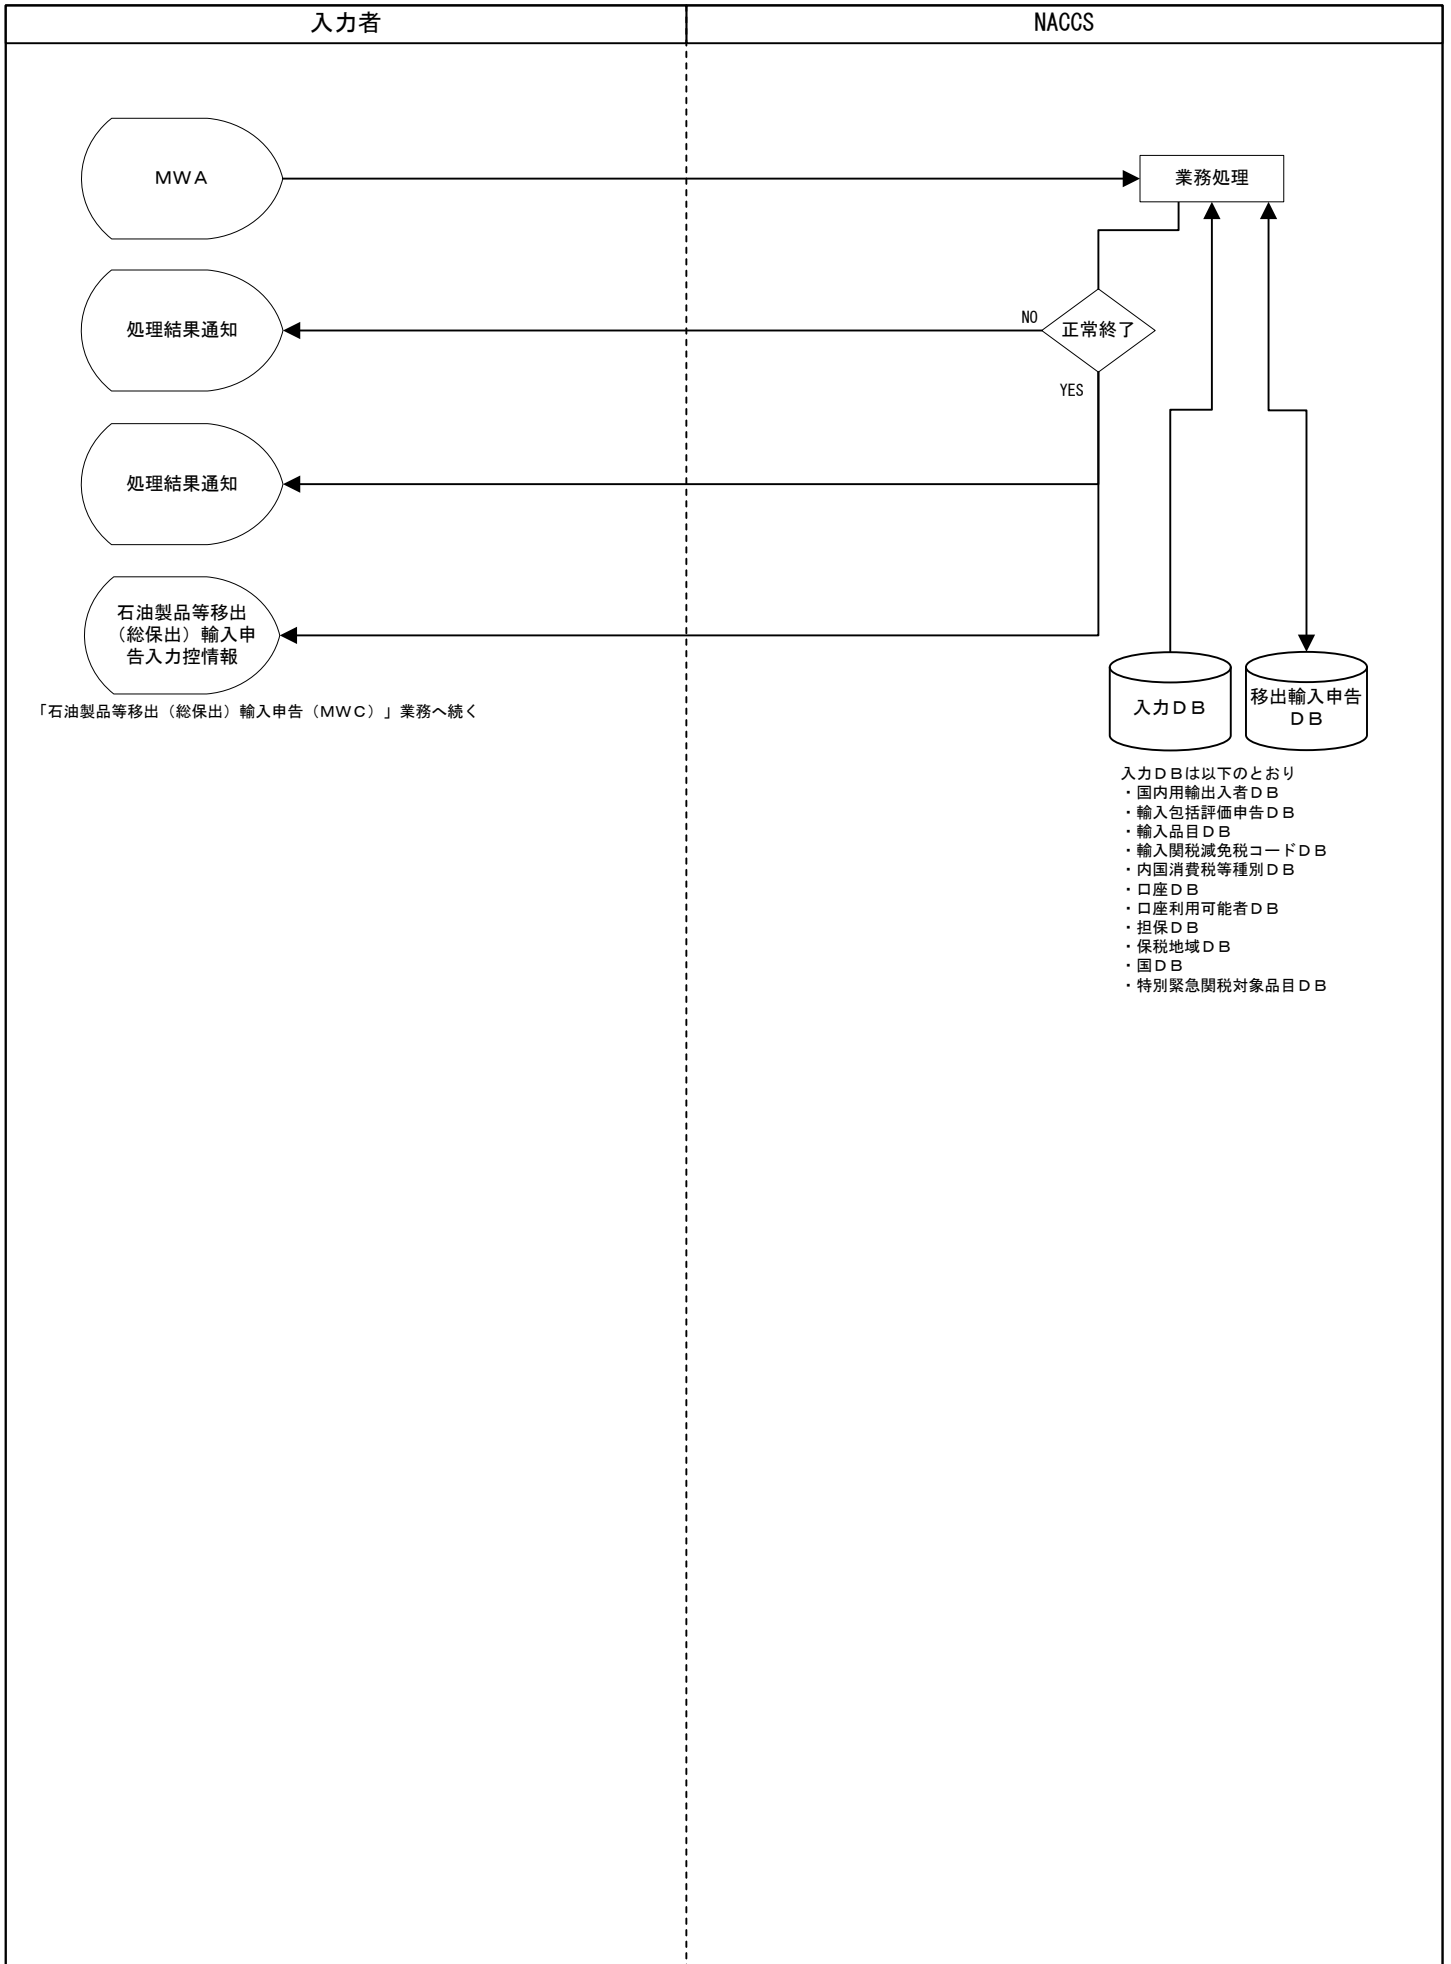 入力者
NACCS
ＭＷＡ
業務処理
処理結果通知
NO
正常終了
YES
処理結果通知
石油製品等移出
（総保出）輸入申
告入力控情報
「石油製品等移出（総保出）輸入申告（ＭＷＣ）」業務へ続く
入力ＤＢ
移出輸入申告
ＤＢ
入力ＤＢは以下のとおり
・国内用輸出入者ＤＢ
・輸入包括評価申告ＤＢ
・輸入品目ＤＢ
・輸入関税減免税コードＤＢ
・内国消費税等種別ＤＢ
・口座ＤＢ
・口座利用可能者ＤＢ
・担保ＤＢ
・保税地域ＤＢ
・国ＤＢ
・特別緊急関税対象品目ＤＢ